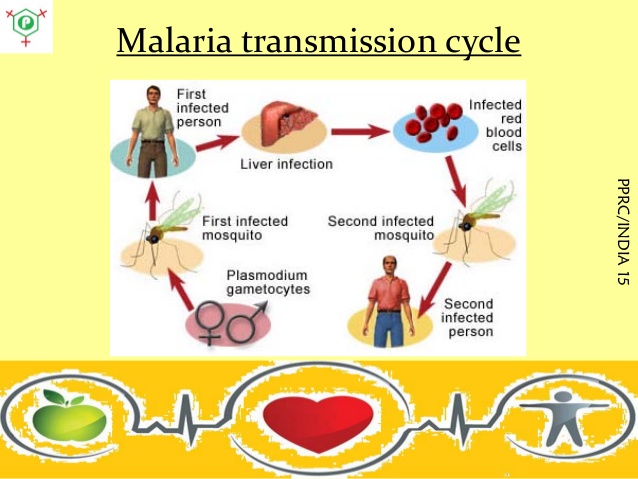 P
Malaria transmission cycle
First
infected
person
Liver infection
Infected
red
blood
cells
First infected
mosquito
Second infected
mosquito
Plasmodium
gametocytes
Second
infected
person
PPRC/INDIA 15